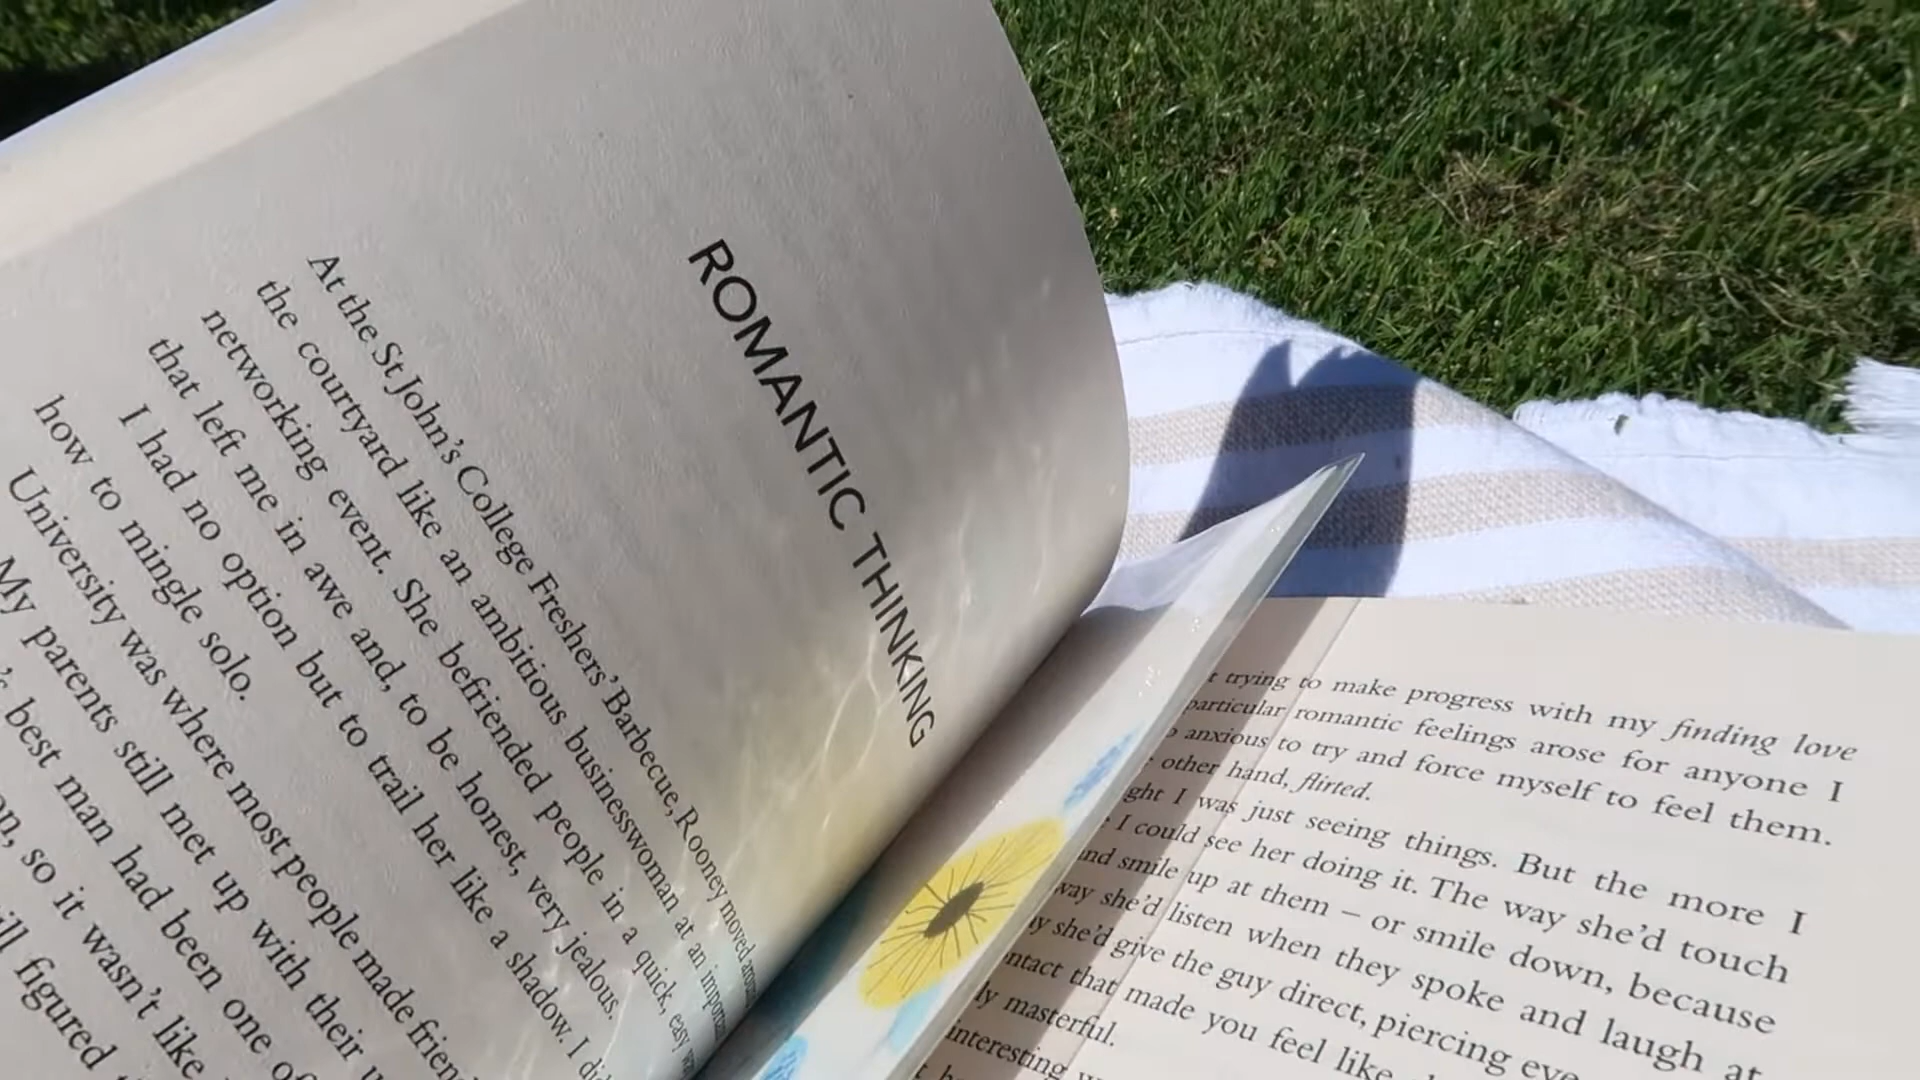 ROMANTIC THINKING
At the St John's College Freshers' Barbecue, Rooney moved around
the courtyard like an ambitious businesswoman at an important
networking event. She befriended people in a quick, easy way
that left me in awe and, to be honest, very jealous.
I had no option but to trail her like a shadow. I did
how to mingle solo.
University was where most people made frien
My parents still met up with their
best man had been one of
so it wasn't like
figured
trying to make progress with my finding love
particular romantic feelings arose for anyone I
anxious to try and force myself to feel them.
other hand, flirted.
I was just seeing things. But the more I
I could see her doing it. The way she'd touch
and smile up at them – or smile down, because
way she'd listen when they spoke and laugh at
she'd give the guy direct, piercing eye
that made you feel like
masterful.
interesting